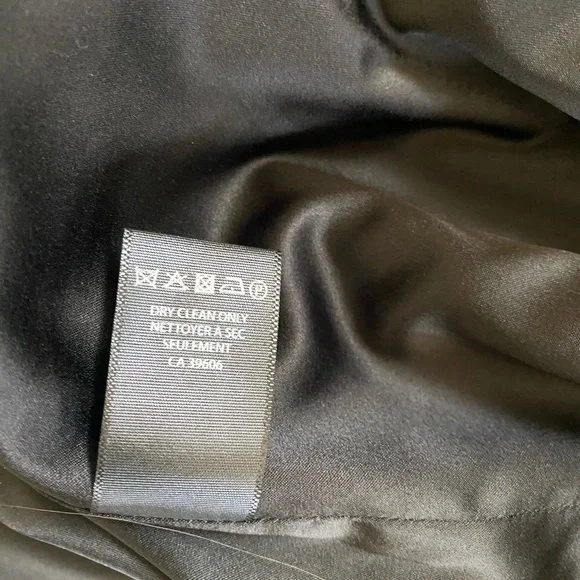 P
DRY CLEAN ONLY
NETTOYER A SEC
SEULEMENT
CA 39606